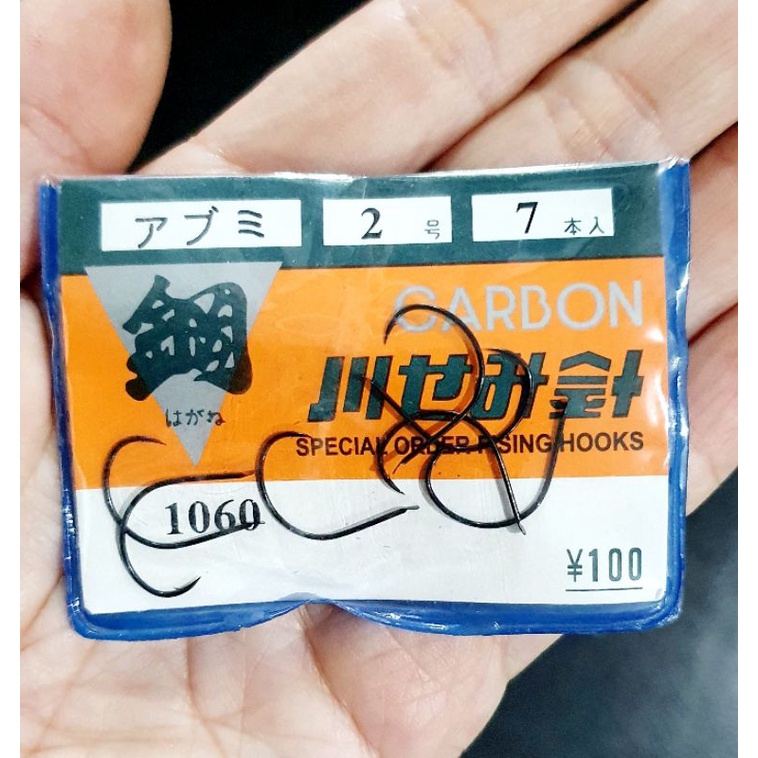 アブミ 2号 7本入
鋼
はがね
CARBON
川せみ針
SPECIAL ORDER FISING HOOKS
1060
¥100